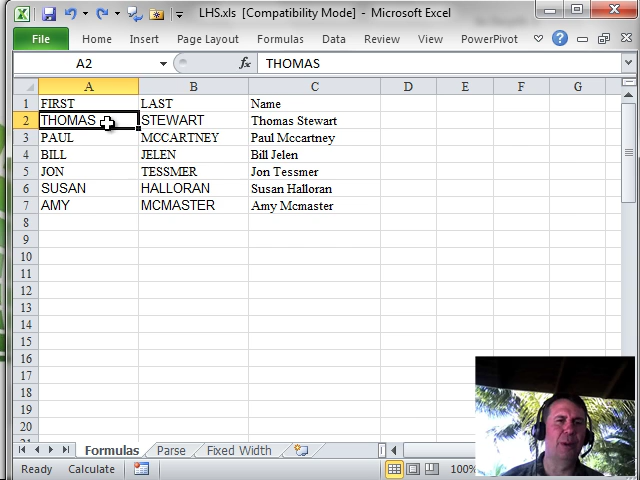 LHS.xls [Compatibility Mode] - Microsoft Excel
File Home Insert Page Layout Formulas Data Review View PowerPivot
A2 fx THOMAS
A B C D E F G
1 FIRST LAST Name
2 THOMAS STEWART Thomas Stewart
3 PAUL MCCARTNEY Paul Mccartney
4 BILL JELEN Bill Jelen
5 JON TESSMER Jon Tessmer
6 SUSAN HALLORAN Susan Halloran
7 AMY MCMASTER Amy Mcmaster
8
9
10
11
12
13
14
15
16
17
18
19
20
21
Formulas Parse Fixed Width
Ready Calculate 100%